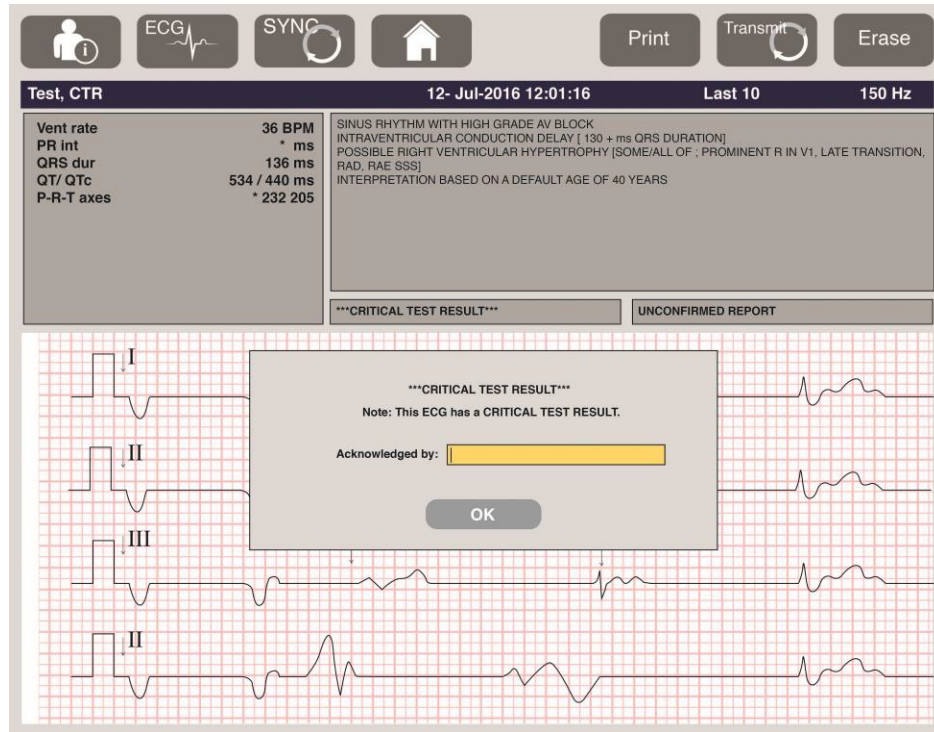 ECG SYNC Print Transmit Erase
Test, CTR 12- Jul-2016 12:01:16 Last 10 150 Hz
Vent rate 36 BPM
PR int * ms
QRS dur 136 ms
QT/ QTc 534 / 440 ms
P-R-T axes * 232 205
SINUS RHYTHM WITH HIGH GRADE AV BLOCK
INTRAVENTRICULAR CONDUCTION DELAY [ 130 + ms QRS DURATION]
POSSIBLE RIGHT VENTRICULAR HYPERTROPHY [SOME/ALL OF ; PROMINENT R IN V1, LATE TRANSITION,
RAD, RAE SSS]
INTERPRETATION BASED ON A DEFAULT AGE OF 40 YEARS
***CRITICAL TEST RESULT*** UNCONFIRMED REPORT
I
II
III
II
***CRITICAL TEST RESULT***
Note: This ECG has a CRITICAL TEST RESULT.
Acknowledged by:
OK